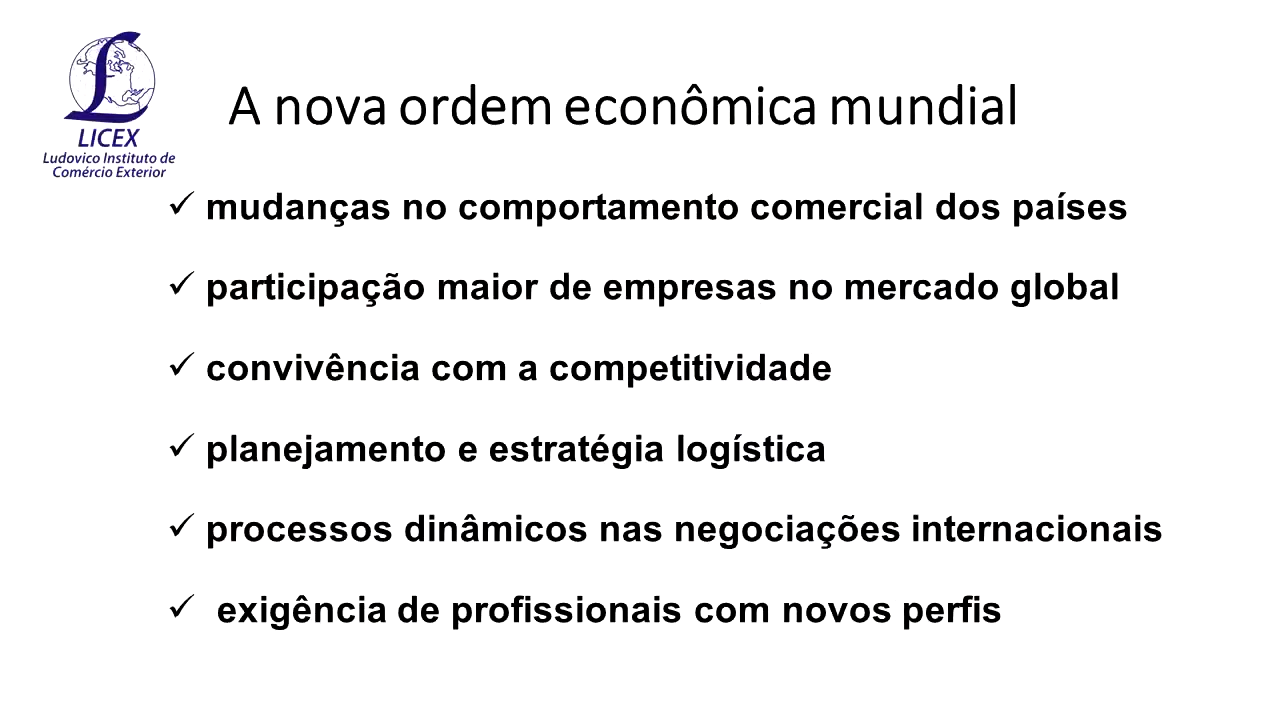 LICEX
Ludovico Instituto de
Comércio Exterior
A nova ordem econômica mundial
✓ mudanças no comportamento comercial dos países
✓ participação maior de empresas no mercado global
✓ convivência com a competitividade
✓ planejamento e estratégia logística
✓ processos dinâmicos nas negociações internacionais
✓ exigência de profissionais com novos perfis